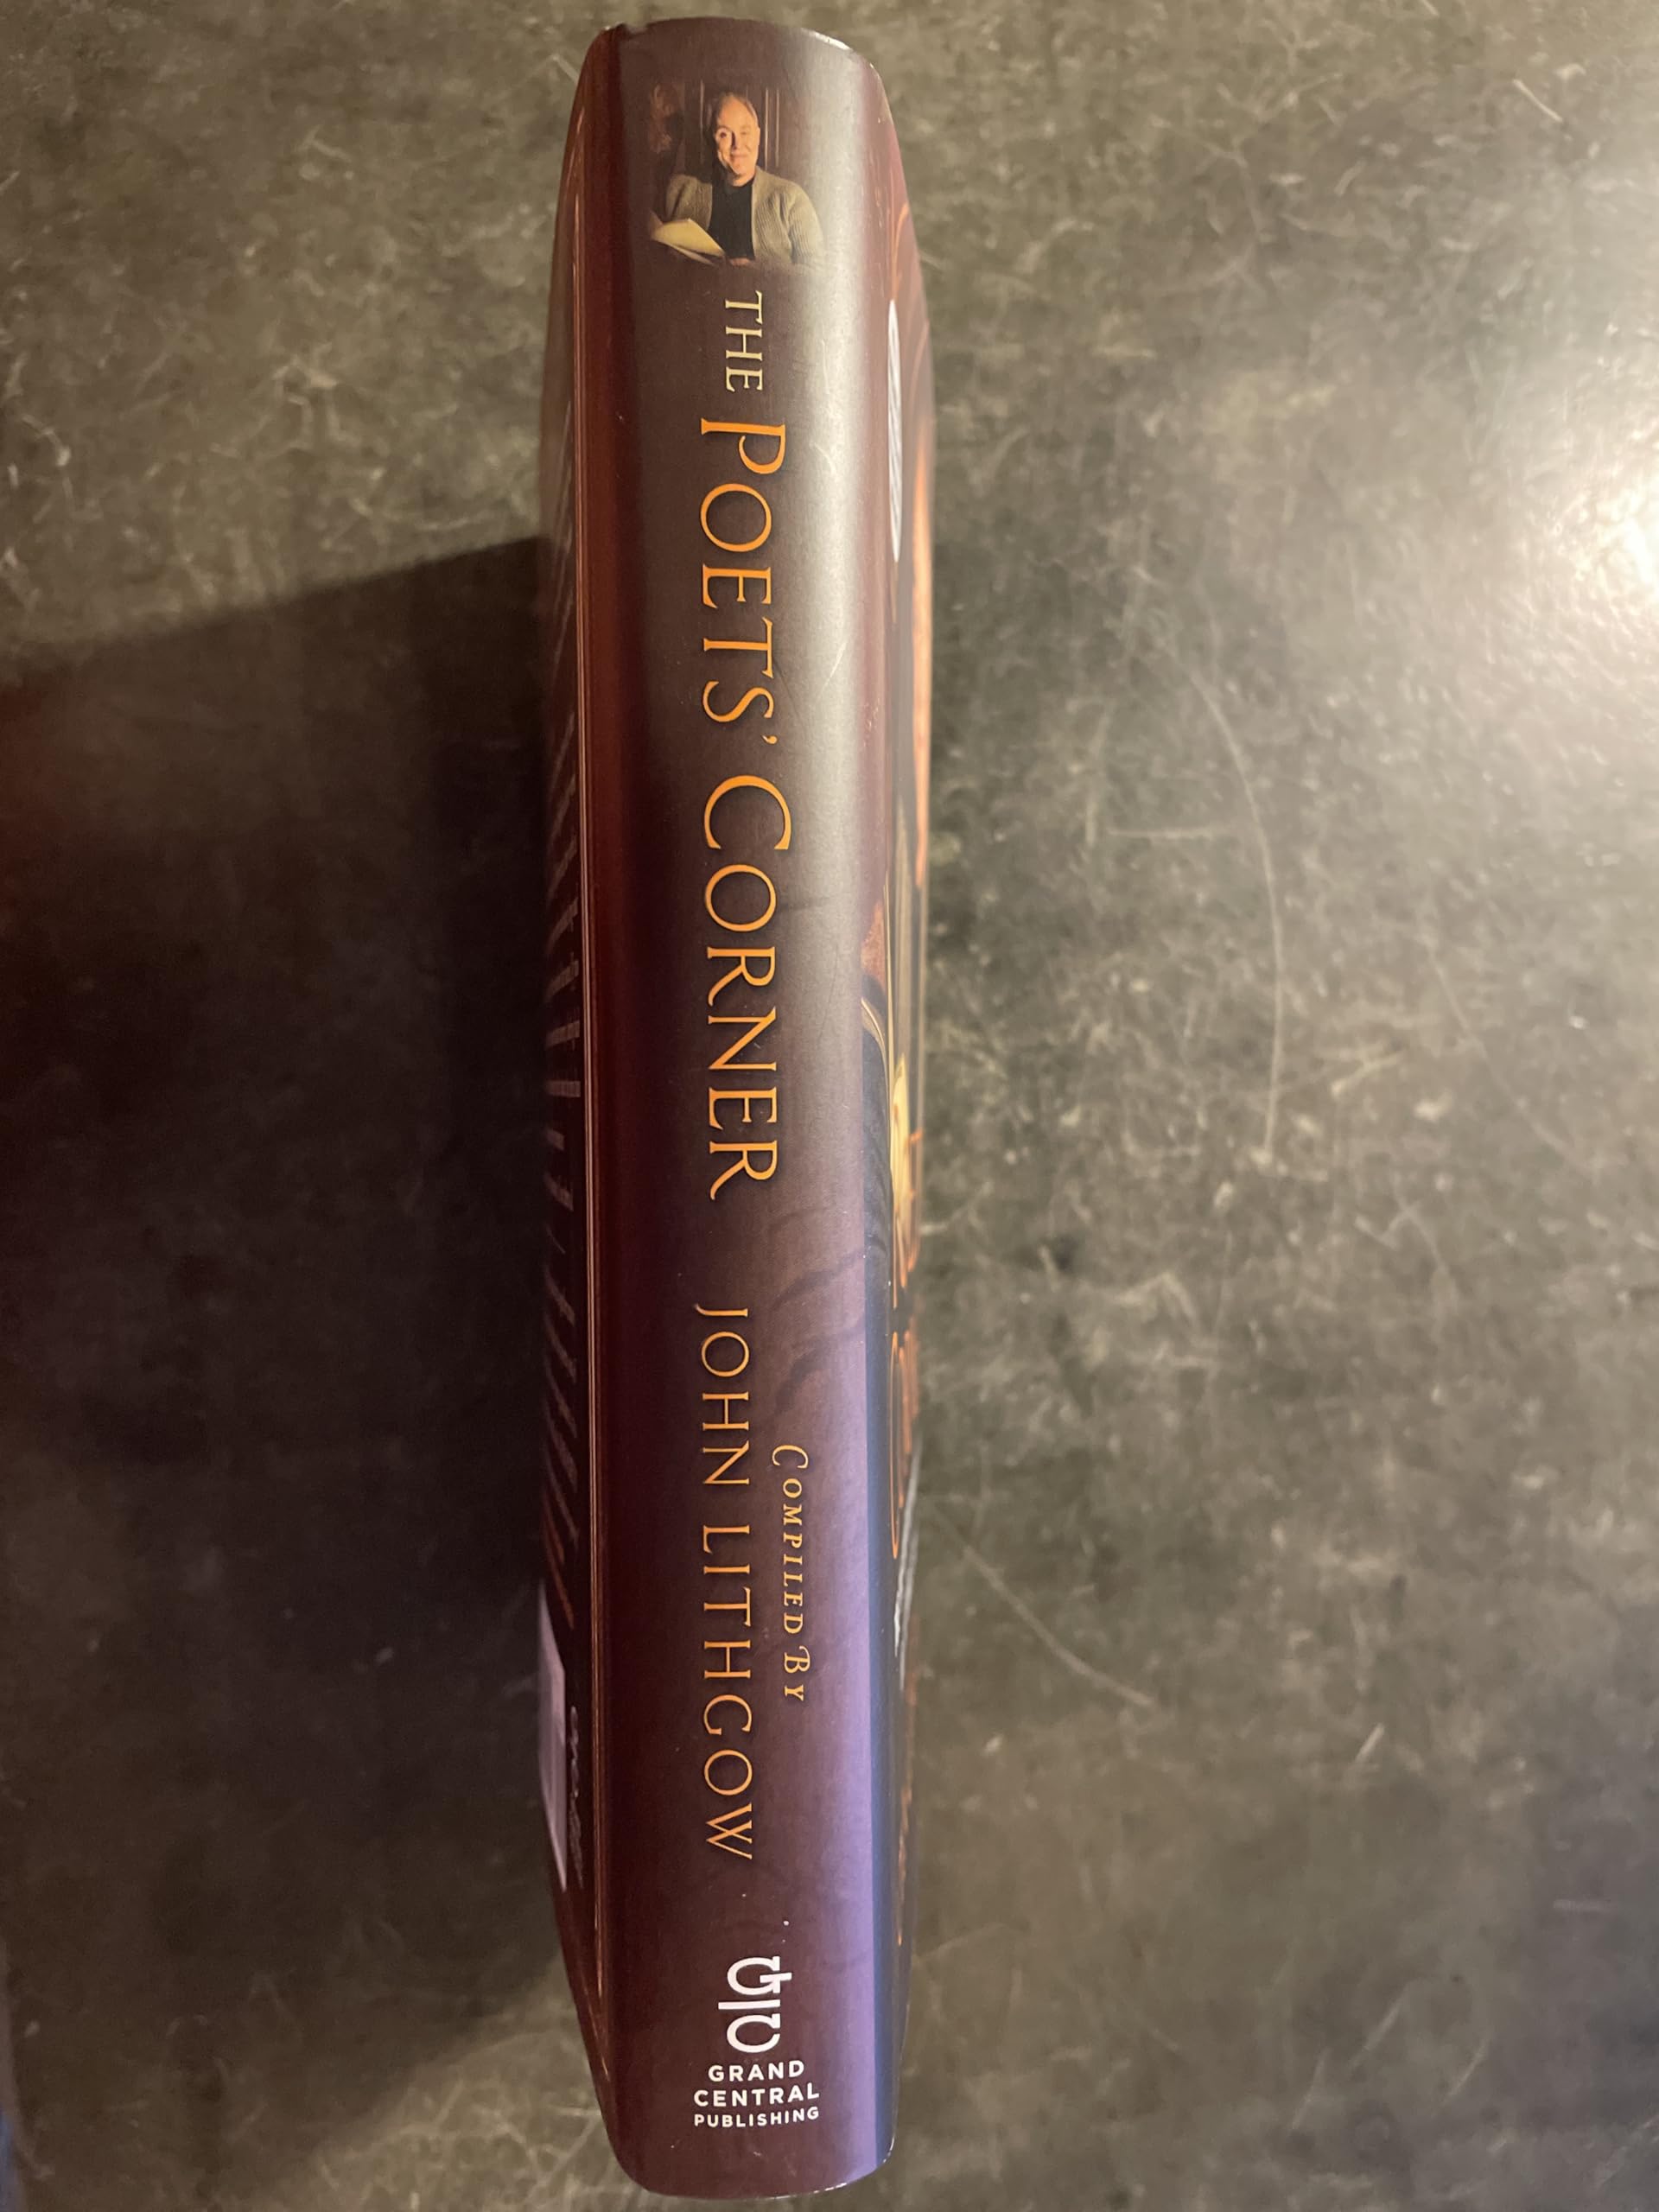 THE POETS' CORNER
COMPILED BY
JOHN LITHGOW
GRAND
CENTRAL
PUBLISHING